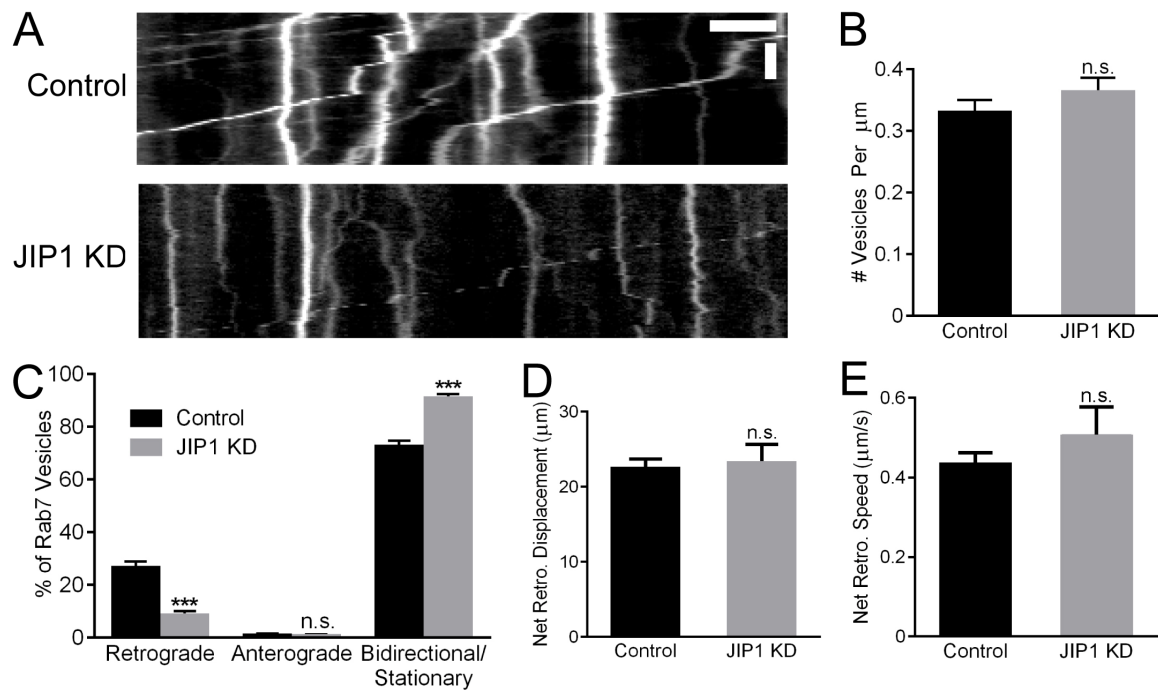 A
Control
JIP1 KD
B
# Vesicles Per μm
0.4
0.3
0.2
0.1
0
n.s.
Control
JIP1 KD
C
% of Rab7 Vesicles
100
80
60
40
20
0
Control
JIP1 KD
***
n.s.
***
Retrograde
Anterograde
Bidirectional/
Stationary
D
Net Retro. Displacement (μm)
30
20
10
0
n.s.
Control
JIP1 KD
E
Net Retro. Speed (μm/s)
0.6
0.4
0.2
0
n.s.
Control
JIP1 KD